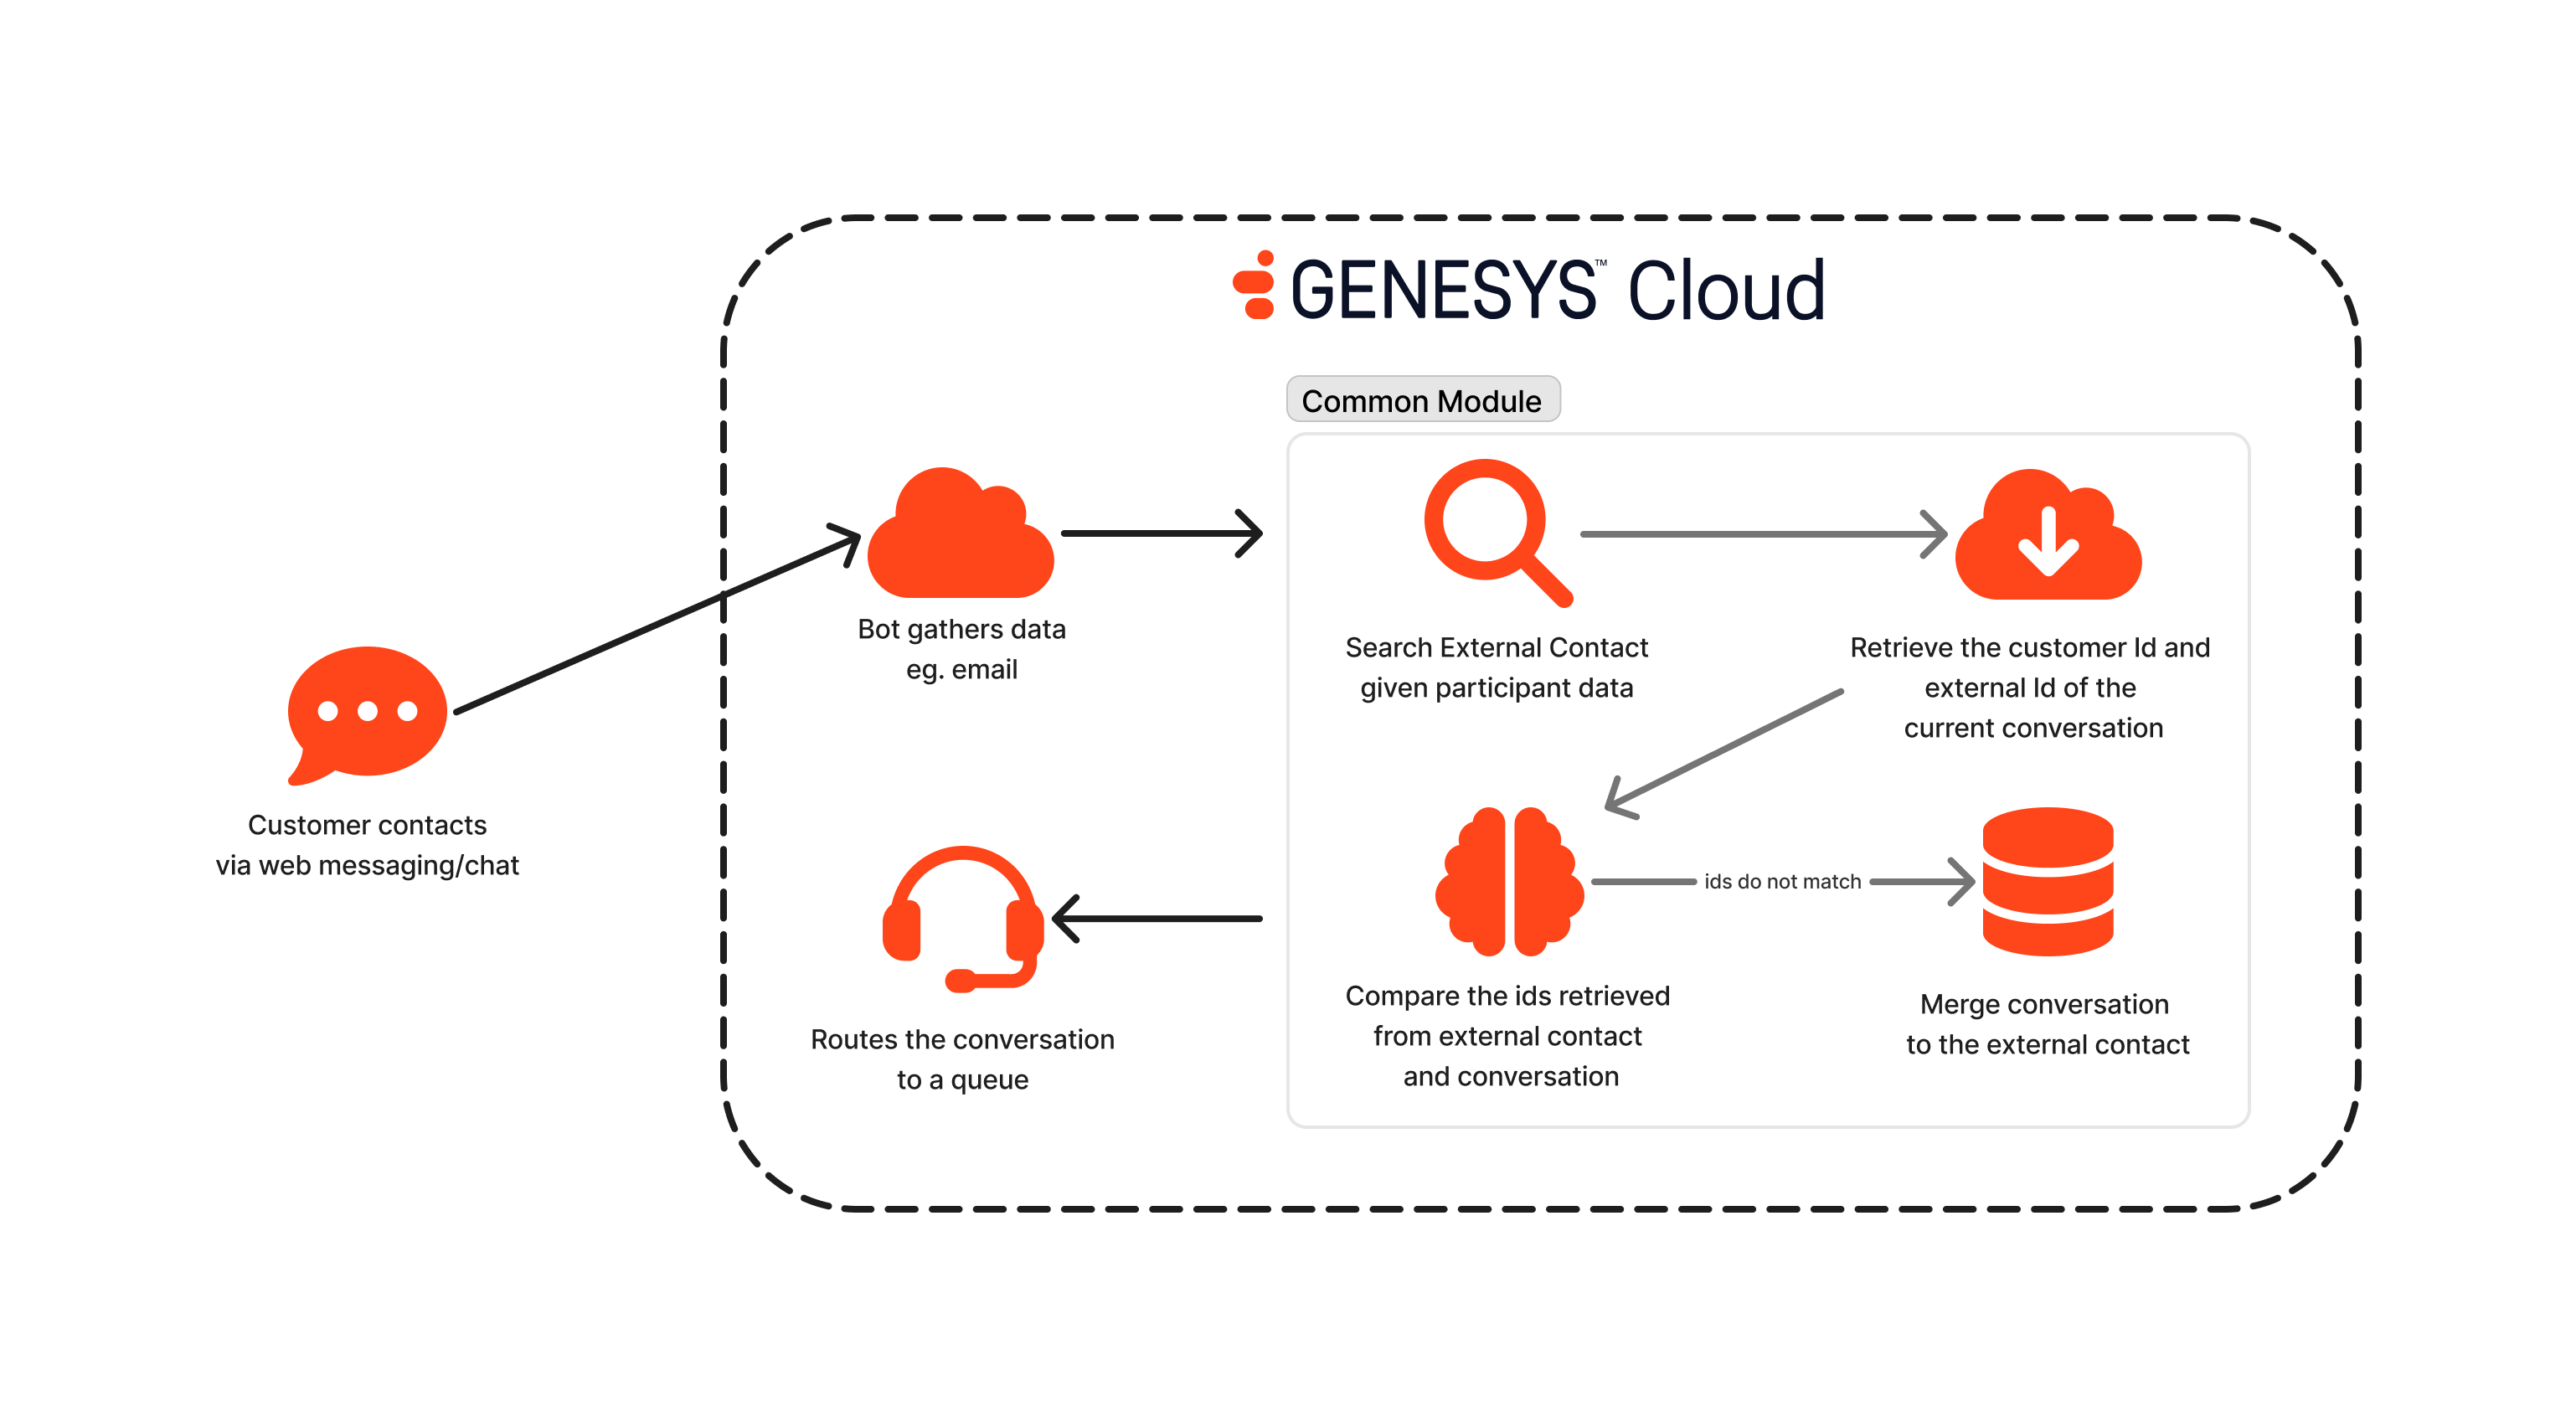 GENESYS™ Cloud
Common Module
Customer contacts
via web messaging/chat
Bot gathers data
eg. email
Search External Contact
given participant data
Retrieve the customer Id and
external Id of the
current conversation
Compare the ids retrieved
from external contact
and conversation
ids do not match
Merge conversation
to the external contact
Routes the conversation
to a queue